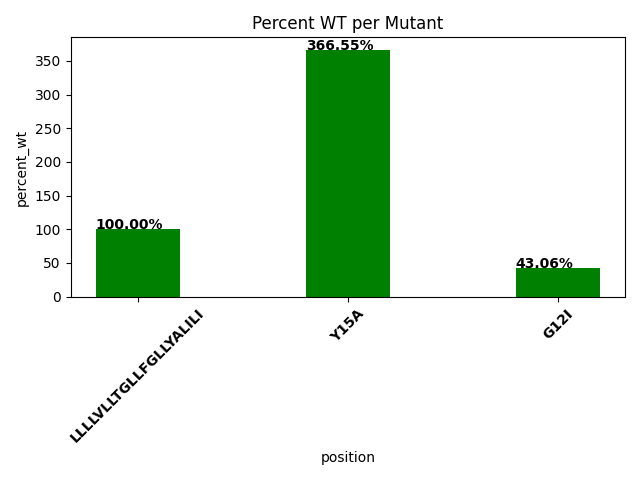 Percent WT per Mutant
percent_wt
350
300
250
200
150
100
50
0
100.00%
366.55%
43.06%
LLLLVLLTGLLFGLLYALILI
Y15A
G12I
position